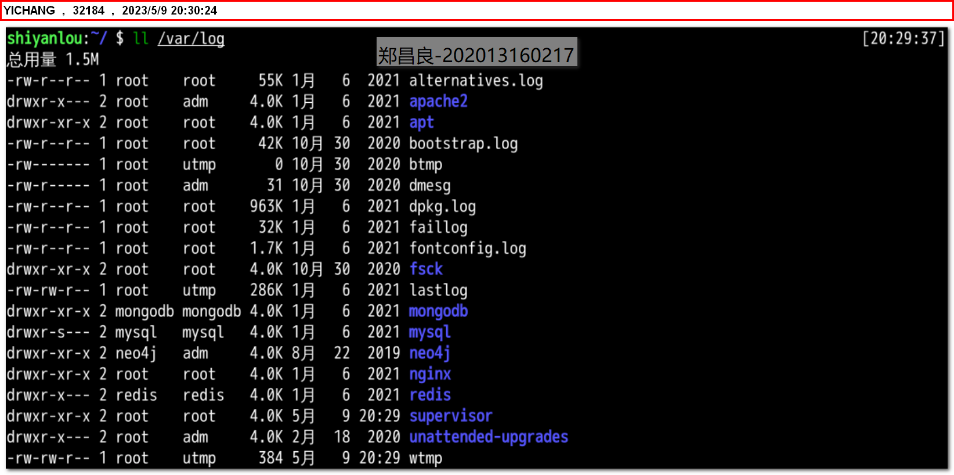 YICHANG , 32184 , 2023/5/9 20:30:24
shiyanlou:~/ $ ll /var/log [20:29:37]
郑昌良-202013160217
总用量 1.5M
-rw-r--r-- 1 root root 55K 1月 6 2021 alternatives.log
drwxr-x--- 2 root adm 4.0K 1月 6 2021 apache2
drwxr-xr-x 2 root root 4.0K 1月 6 2021 apt
-rw-r--r-- 1 root root 42K 10月 30 2020 bootstrap.log
-rw------- 1 root utmp 0 10月 30 2020 btmp
-rw-r----- 1 root adm 31 10月 30 2020 dmesg
-rw-r--r-- 1 root root 963K 1月 6 2021 dpkg.log
-rw-r--r-- 1 root root 32K 1月 6 2021 faillog
-rw-r--r-- 1 root root 1.7K 1月 6 2021 fontconfig.log
drwxr-xr-x 2 root root 4.0K 10月 30 2020 fsck
-rw-rw-r-- 1 root utmp 286K 1月 6 2021 lastlog
drwxr-xr-x 2 mongodb mongodb 4.0K 1月 6 2021 mongodb
drwxr-s--- 2 mysql mysql 4.0K 1月 6 2021 mysql
drwxr-xr-x 2 neo4j adm 4.0K 8月 22 2019 neo4j
drwxr-xr-x 2 root root 4.0K 1月 6 2021 nginx
drwxr-x--- 2 redis redis 4.0K 1月 6 2021 redis
drwxr-xr-x 2 root root 4.0K 5月 9 20:29 supervisor
drwxr-x--- 2 root adm 4.0K 2月 18 2020 unattended-upgrades
-rw-rw-r-- 1 root utmp 384 5月 9 20:29 wtmp